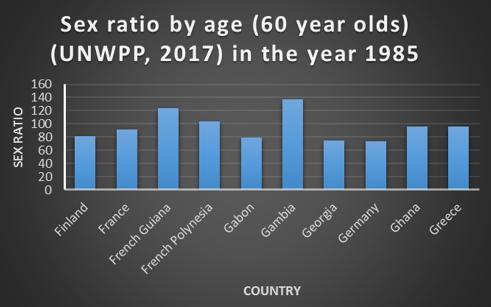 Sex ratio by age (60 year olds)
(UNWPP, 2017) in the year 1985
160
140
120
100
80
60
40
20
0
SEX RATIO
Finland
France
French Guiana
French Polynesia
Gabon
Gambia
Georgia
Germany
Ghana
Greece
COUNTRY